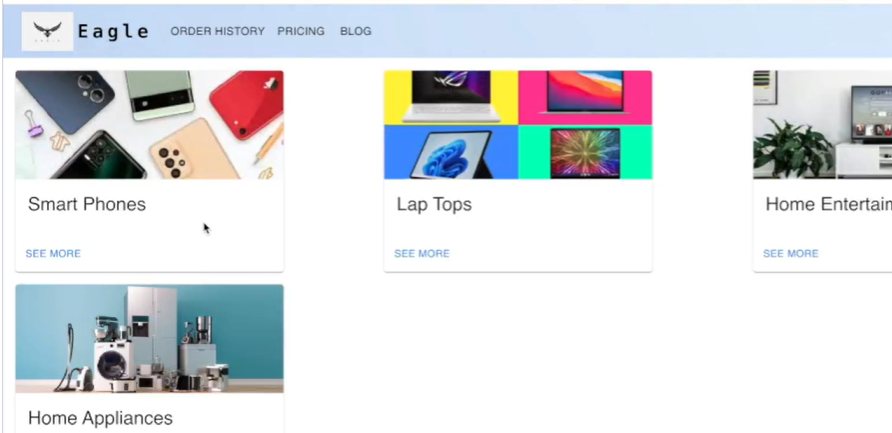 Eagle ORDER HISTORY PRICING BLOG
Smart Phones
SEE MORE
Lap Tops
SEE MORE
Home Entertain
SEE MORE
Home Appliances